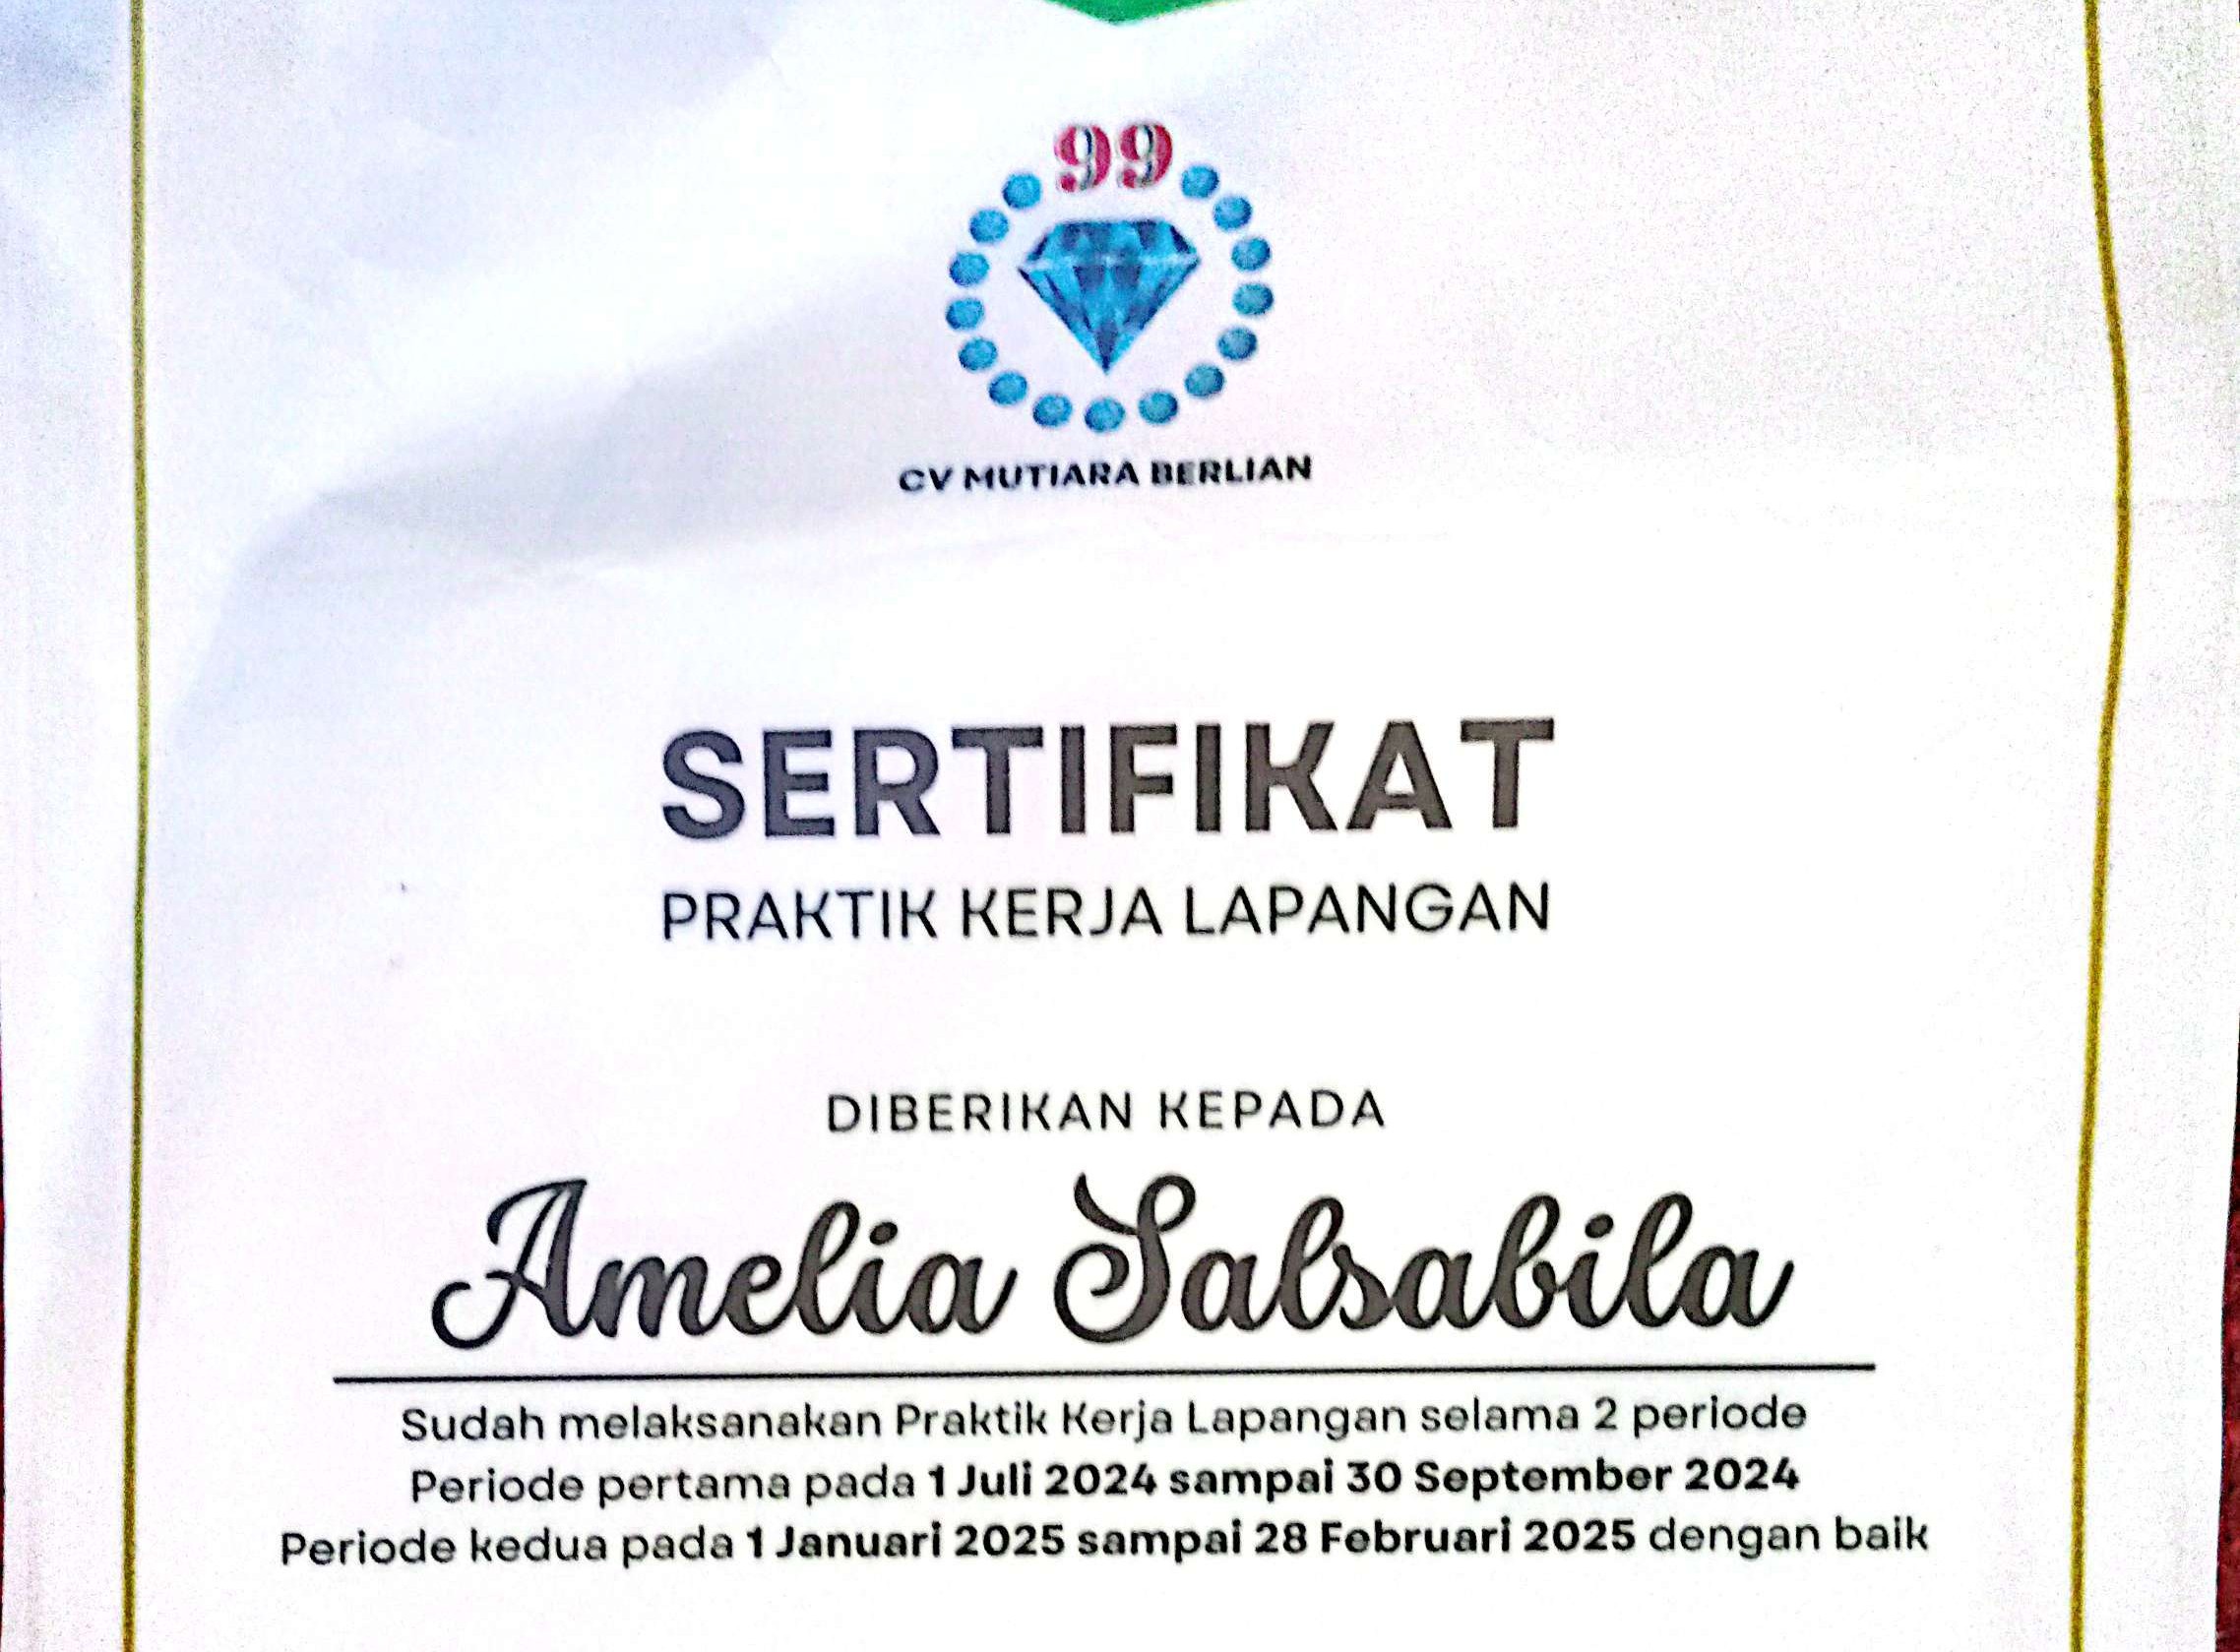 99
CV MUTIARA BERLIAN
SERTIFIKAT
PRAKTIK KERJA LAPANGAN
DIBERIKAN KEPADA
Amelia Salsabila
Sudah melaksanakan Praktik Kerja Lapangan selama 2 periode
Periode pertama pada 1 Juli 2024 sampai 30 September 2024
Periode kedua pada 1 Januari 2025 sampai 28 Februari 2025 dengan baik